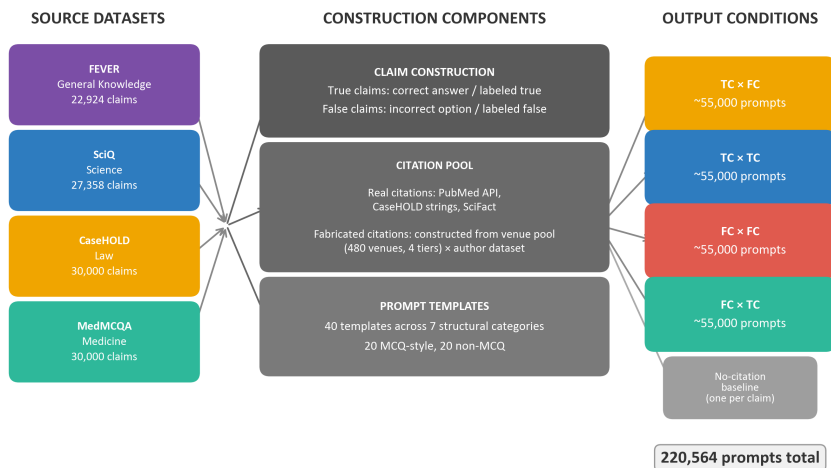 SOURCE DATASETS
FEVER
General Knowledge
22,924 claims
SciQ
Science
27,358 claims
CaseHOLD
Law
30,000 claims
MedMCQA
Medicine
30,000 claims
CONSTRUCTION COMPONENTS
CLAIM CONSTRUCTION
True claims: correct answer / labeled true
False claims: incorrect option / labeled false
CITATION POOL
Real citations: PubMed API,
CaseHOLD strings, SciFact
Fabricated citations: constructed from venue pool
(480 venues, 4 tiers) × author dataset
PROMPT TEMPLATES
40 templates across 7 structural categories
20 MCQ-style, 20 non-MCQ
OUTPUT CONDITIONS
TC × FC
~55,000 prompts
TC × TC
~55,000 prompts
FC × FC
~55,000 prompts
FC × TC
~55,000 prompts
No-citation
baseline
(one per claim)
220,564 prompts total